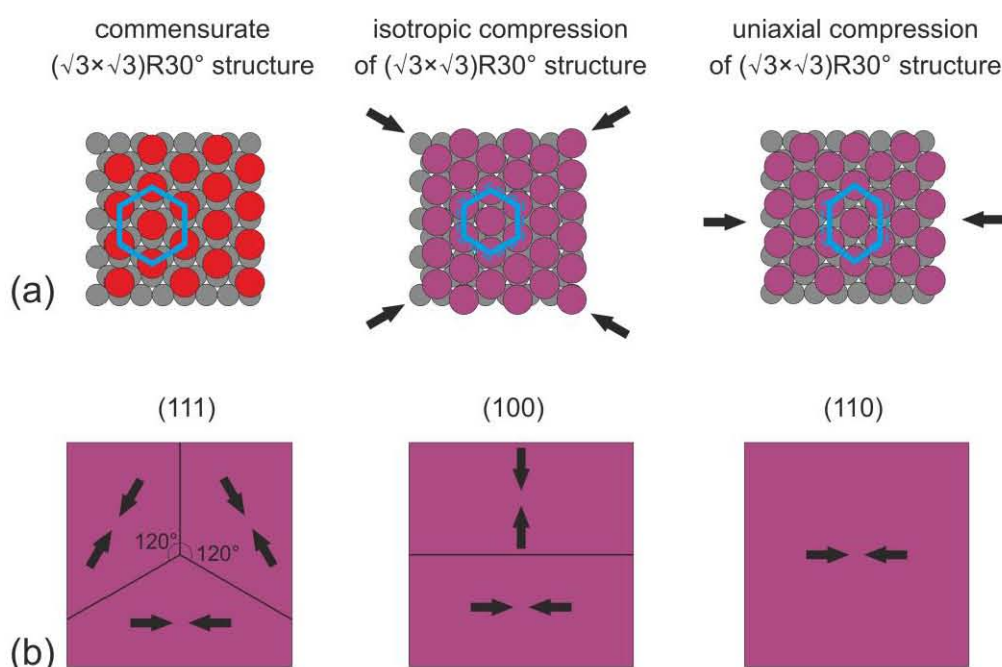 commensurate
(√3×√3)R30° structure
isotropic compression
of (√3×√3)R30° structure
uniaxial compression
of (√3×√3)R30° structure
(a)
(111)
(100)
(110)
120°
120°
(b)